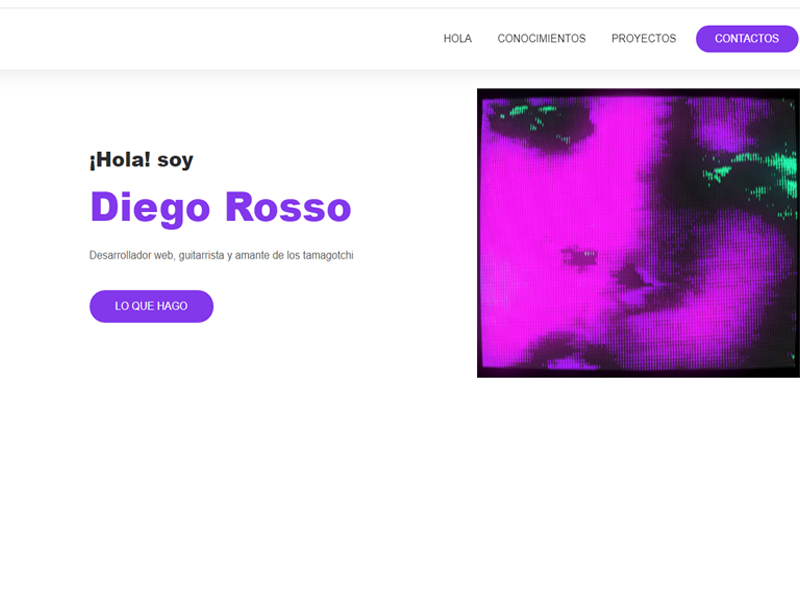 HOLA CONOCIMIENTOS PROYECTOS CONTACTOS
¡Hola! soy
Diego Rosso
Desarrollador web, guitarrista y amante de los tamagotchi
LO QUE HAGO